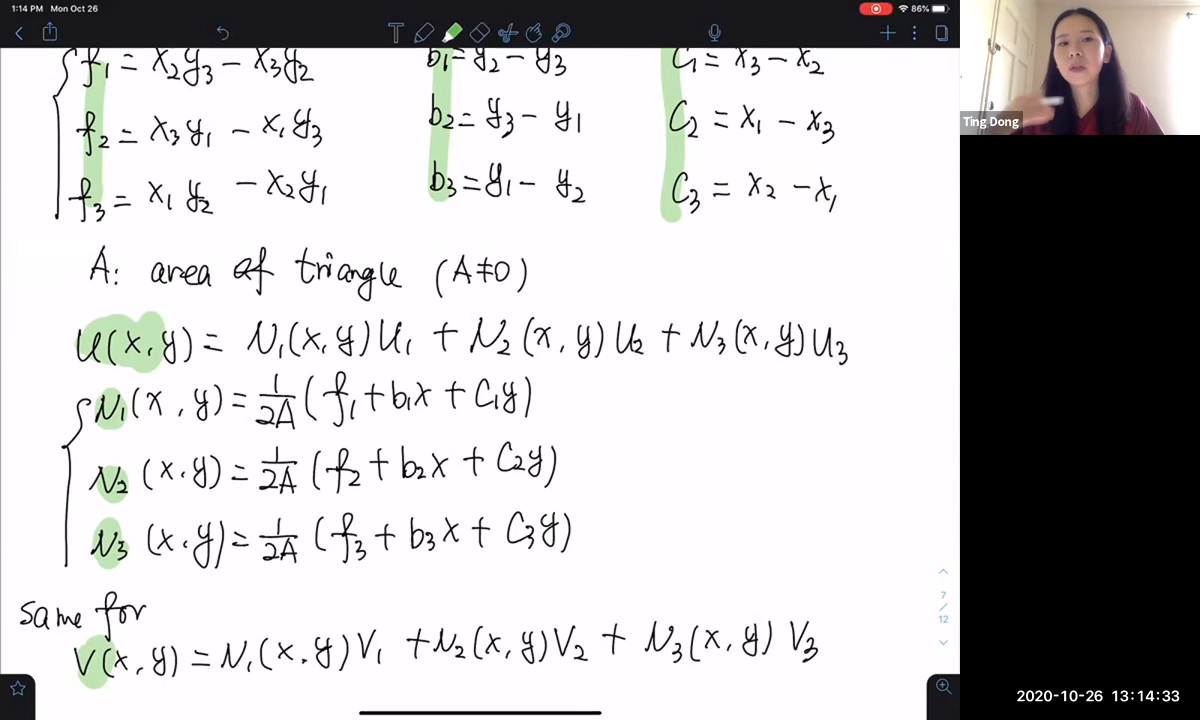 1:14 PM Mon Oct 26
86%
f₁ = x₂y₃ − x₃y₂ b₁ = y₂ − y₃ C₁ = x₃ − x₂
f₂ = x₃y₁ − x₁y₃ b₂ = y₃ − y₁ C₂ = x₁ − x₃
f₃ = x₁y₂ − x₂y₁ b₃ = y₁ − y₂ C₃ = x₂ − x₁
A: area of triangle (A≠0)
U(x,y) = N₁(x,y)U₁ + N₂(x,y)U₂ + N₃(x,y)U₃
N₁(x,y) = 1/2A (f₁ + b₁x + C₁y)
N₂(x,y) = 1/2A (f₂ + b₂x + C₂y)
N₃(x,y) = 1/2A (f₃ + b₃x + C₃y)
Same for
V(x,y) = N₁(x,y)V₁ + N₂(x,y)V₂ + N₃(x,y)V₃
7
/
12
Ting Dong
2020-10-26 13:14:33